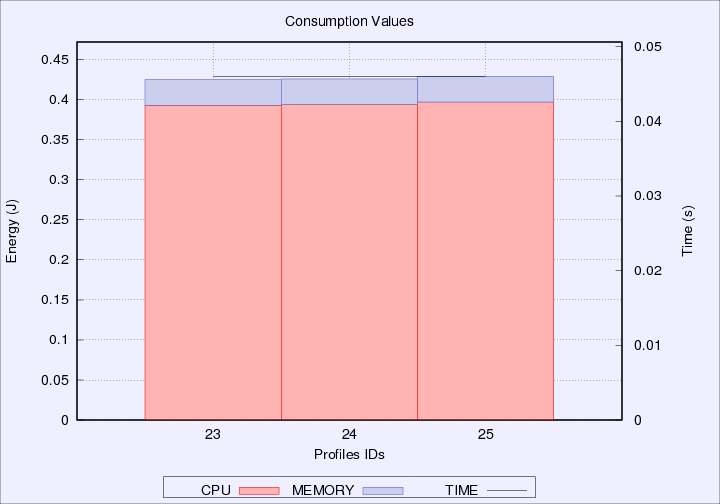 Consumption Values
0.45
0.4
0.35
0.3
0.25
0.2
0.15
0.1
0.05
0
Energy (J)
0.05
0.04
0.03
0.02
0.01
0
Time (s)
23 24 25
Profiles IDs
CPU MEMORY TIME